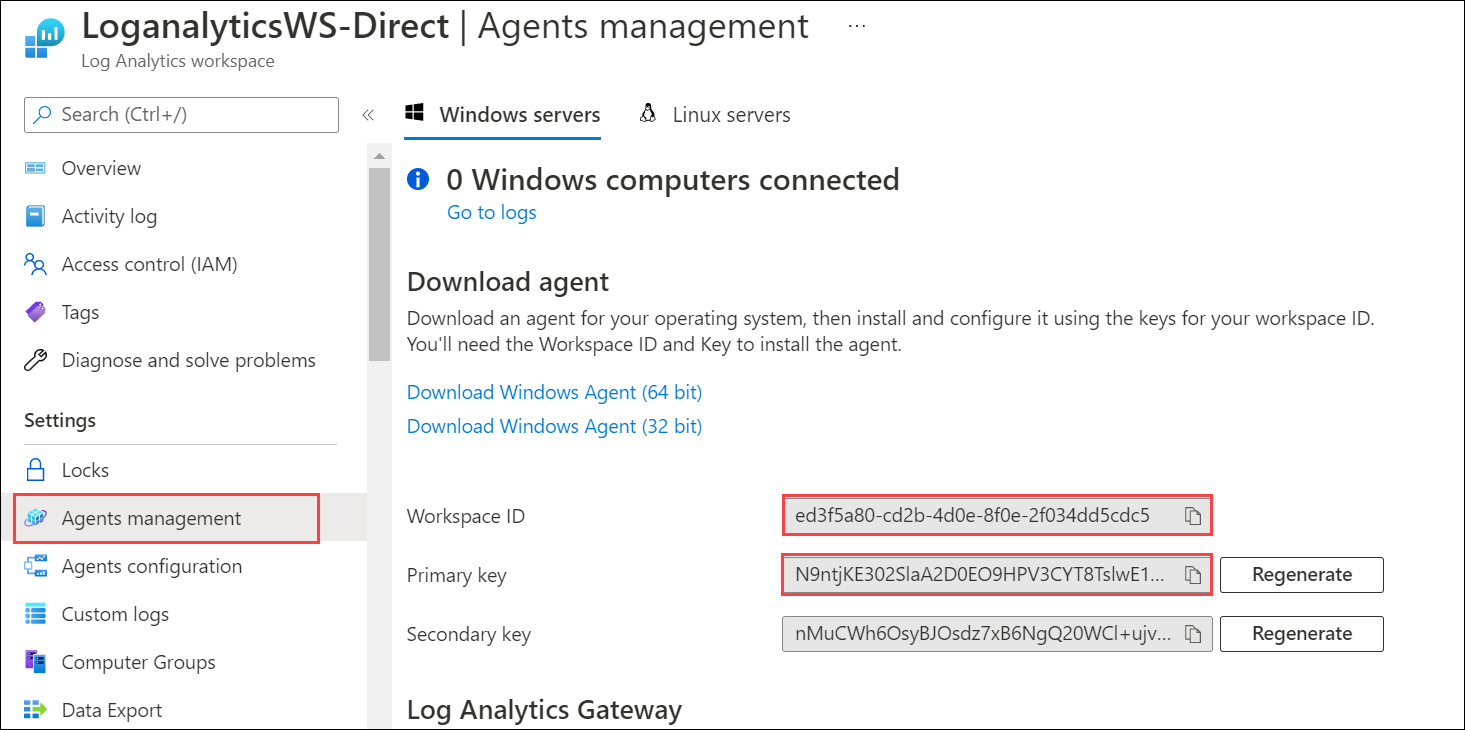 LoganalyticsWS-Direct | Agents management ...
Log Analytics workspace
Search (Ctrl+/)
«
Overview
Activity log
Access control (IAM)
Tags
Diagnose and solve problems
Settings
Locks
Agents management
Agents configuration
Custom logs
Computer Groups
Data Export
Windows servers
Linux servers
0 Windows computers connected
Go to logs
Download agent
Download an agent for your operating system, then install and configure it using the keys for your workspace ID.
You'll need the Workspace ID and Key to install the agent.
Download Windows Agent (64 bit)
Download Windows Agent (32 bit)
Workspace ID ed3f5a80-cd2b-4d0e-8f0e-2f034dd5cdc5
Primary key N9ntjKE302SlaA2D0EO9HPV3CYT8TslwE1... Regenerate
Secondary key nMuCWh6OsyBJOsdz7xB6NgQ20WCl+ujv... Regenerate
Log Analytics Gateway